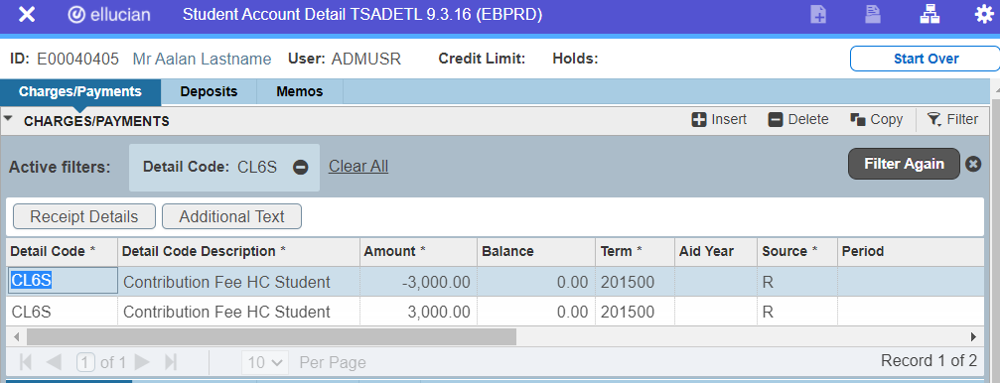 ellucian Student Account Detail TSADETL 9.3.16 (EBPRD)
ID: E00040405 Mr Aalan Lastname User: ADMUSR Credit Limit: Holds: Start Over
Charges/Payments Deposits Memos
CHARGES/PAYMENTS Insert Delete Copy Filter
Active filters: Detail Code: CL6S Clear All Filter Again
Receipt Details Additional Text
Detail Code * Detail Code Description * Amount * Balance Term * Aid Year Source * Period
CL6S Contribution Fee HC Student -3,000.00 0.00 201500 R
CL6S Contribution Fee HC Student 3,000.00 0.00 201500 R
1 of 1 10 Per Page Record 1 of 2